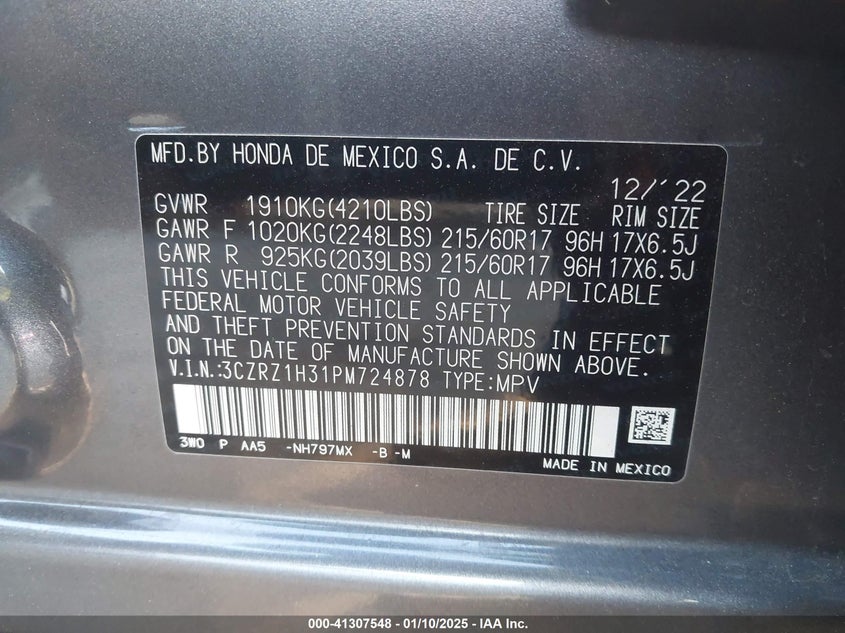 MFD.BY HONDA DE MEXICO S.A. DE C.V.
12/'22
GVWR 1910KG(4210LBS) TIRE SIZE RIM SIZE
GAWR F 1020KG(2248LBS) 215/60R17 96H 17X6.5J
GAWR R 925KG(2039LBS) 215/60R17 96H 17X6.5J
THIS VEHICLE CONFORMS TO ALL APPLICABLE
FEDERAL MOTOR VEHICLE SAFETY
AND THEFT PREVENTION STANDARDS IN EFFECT
ON THE DATE OF MANUFACTURE SHOWN ABOVE.
V.I.N.:3CZRZ1H31PM724878 TYPE:MPV
3W0 P AA5 -NH797MX -B -M
MADE IN MEXICO
000-41307548 - 01/10/2025 - IAA Inc.